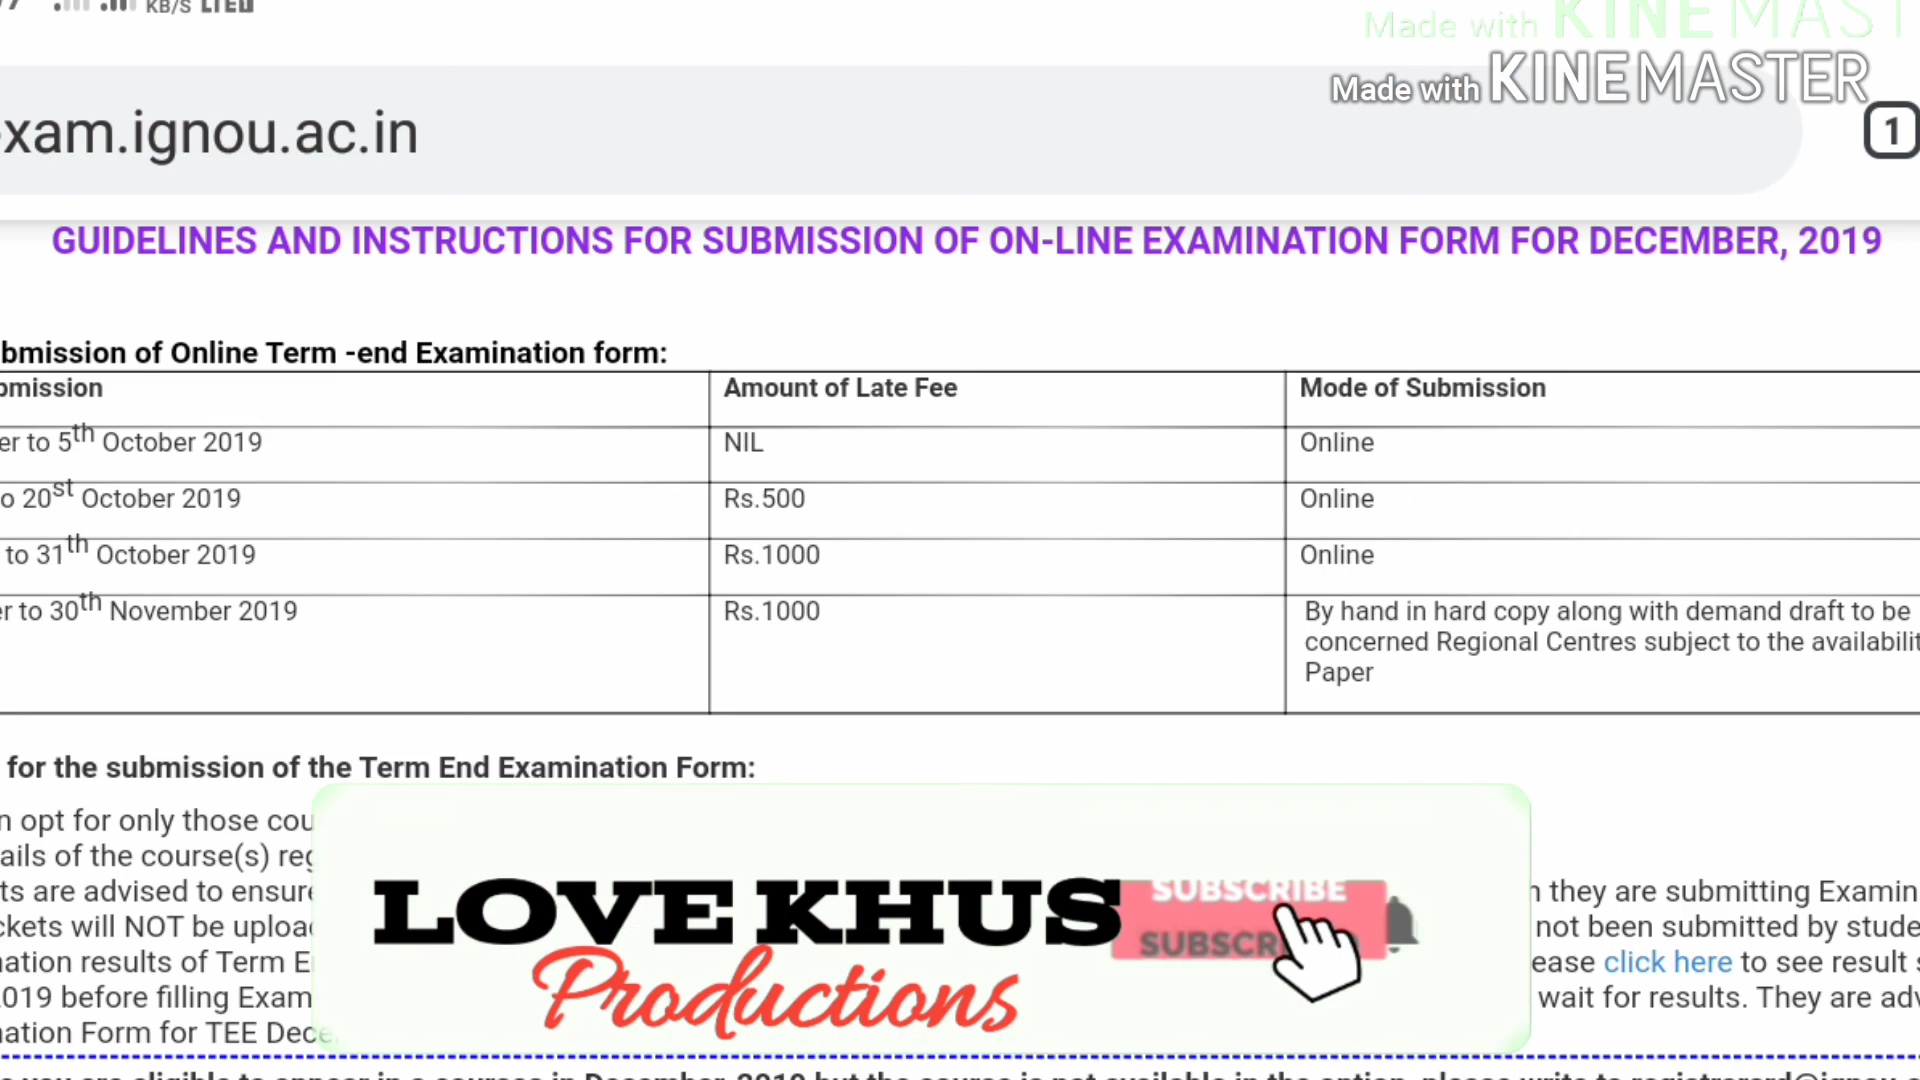 KB/S LTE
Made with KINEMAST
Made with KINEMASTER
xam.ignou.ac.in
1
GUIDELINES AND INSTRUCTIONS FOR SUBMISSION OF ON-LINE EXAMINATION FORM FOR DECEMBER, 2019
bmission of Online Term -end Examination form:
mission Amount of Late Fee Mode of Submission
er to 5th October 2019 NIL Online
o 20st October 2019 Rs.500 Online
to 31th October 2019 Rs.1000 Online
r to 30th November 2019 Rs.1000 By hand in hard copy along with demand draft to be
concerned Regional Centres subject to the availabilit
Paper
for the submission of the Term End Examination Form:
n opt for only those cou
ails of the course(s) reg
ts are advised to ensure n they are submitting Examin
ckets will NOT be uploa not been submitted by stude
ation results of Term E ease click here to see result s
019 before filling Exam wait for results. They are adv
ation Form for TEE Dece
LOVE KHUS
Productions
SUBSCRIBE
SUBSCR